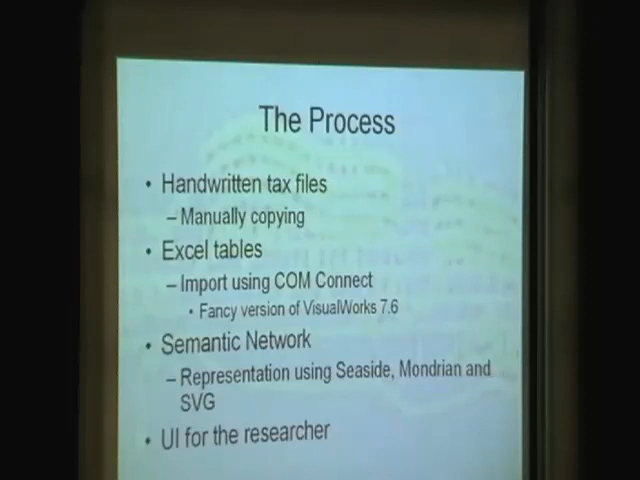 The Process
• Handwritten tax files
– Manually copying
• Excel tables
– Import using COM Connect
• Fancy version of VisualWorks 7.6
• Semantic Network
– Representation using Seaside, Mondrian and
SVG
• UI for the researcher